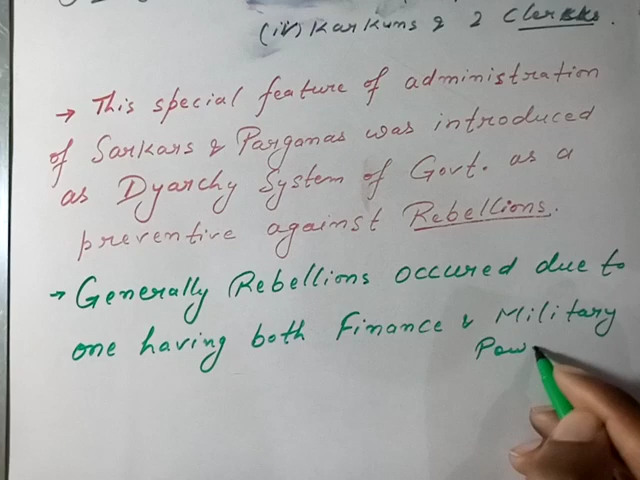 (iv) Karkuns & 2 Clerks.
→ This special feature of administration
of Sarkars & Parganas was introduced
as Dyarchy System of Govt. as a
preventive against Rebellions.
→ Generally Rebellions occured due to
one having both Finance & Military
Pow